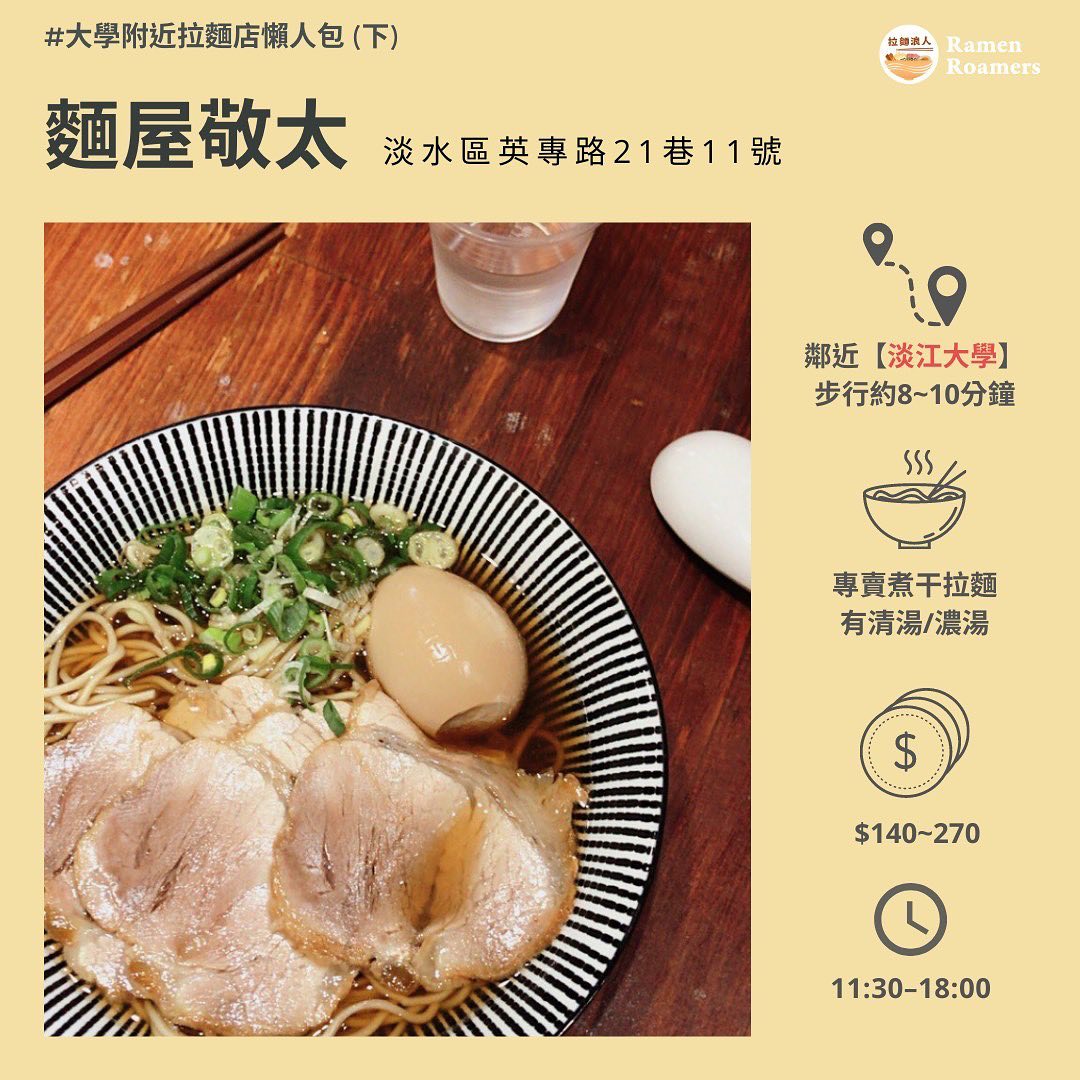 #大學附近拉麵店懶人包 (下)
拉麵浪人
Ramen
Roamers
麵屋敬太
淡水區英專路21巷11號
鄰近【淡江大學】
步行約8~10分鐘
專賣煮干拉麵
有清湯/濃湯
$
$140~270
11:30–18:00